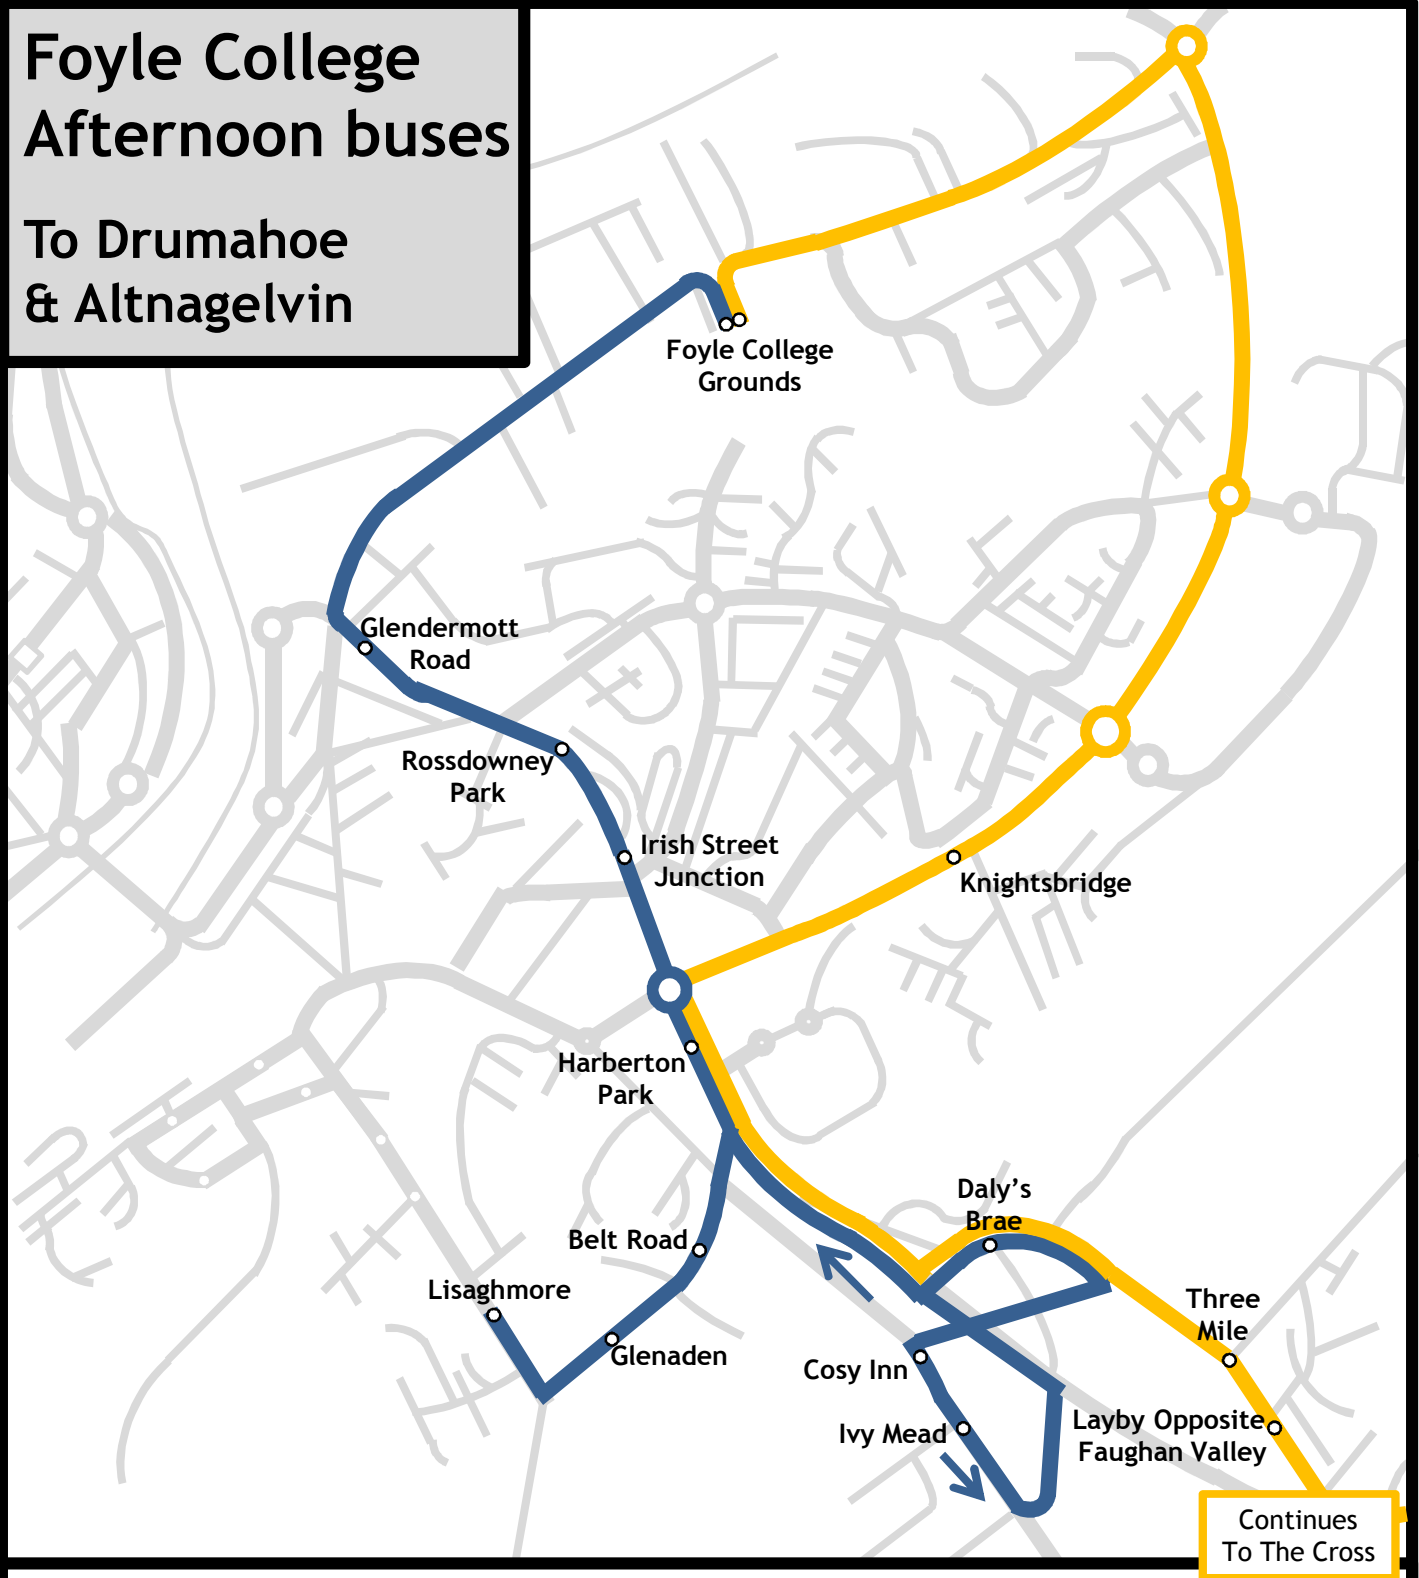 Foyle College
Afternoon buses
To Drumahoe
& Altnagelvin
Foyle College
Grounds
Glendermott
Road
Rossdowney
Park
Irish Street
Junction
Knightsbridge
Harberton
Park
Daly's
Brae
Belt Road
Lisaghmore
Three
Mile
Glenaden
Cosy Inn
Ivy Mead
Layby Opposite
Faughan Valley
Continues
To The Cross